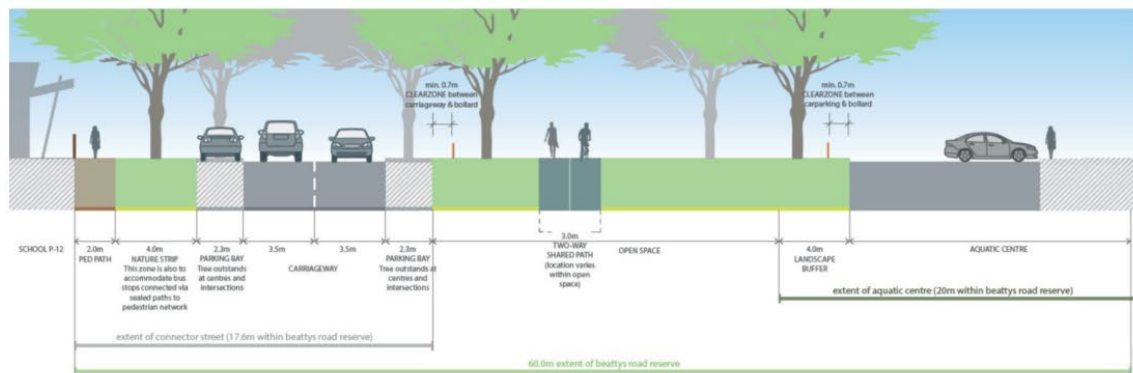 min. 0.7m
CLEARZONE between
carriageway & bollard
min. 0.7m
CLEARZONE between
carparking & bollard
SCHOOL P-12
2.0m
PED PATH
4.0m
NATURE STRIP
This zone is also to
accommodate bus
stops connected via
sealed paths to
pedestrian network
2.3m
PARKING BAY
Tree outstands
at centres and
intersections
3.5m
3.5m
CARRIAGEWAY
2.3m
PARKING BAY
Tree outstands at
centres and
intersections
3.0m
TWO-WAY
SHARED PATH
(location varies
within open
space)
OPEN SPACE
4.0m
LANDSCAPE
BUFFER
AQUATIC CENTRE
extent of aquatic centre (20m within beattys road reserve)
extent of connector street (17.6m within beattys road reserve)
60.0m extent of beattys road reserve